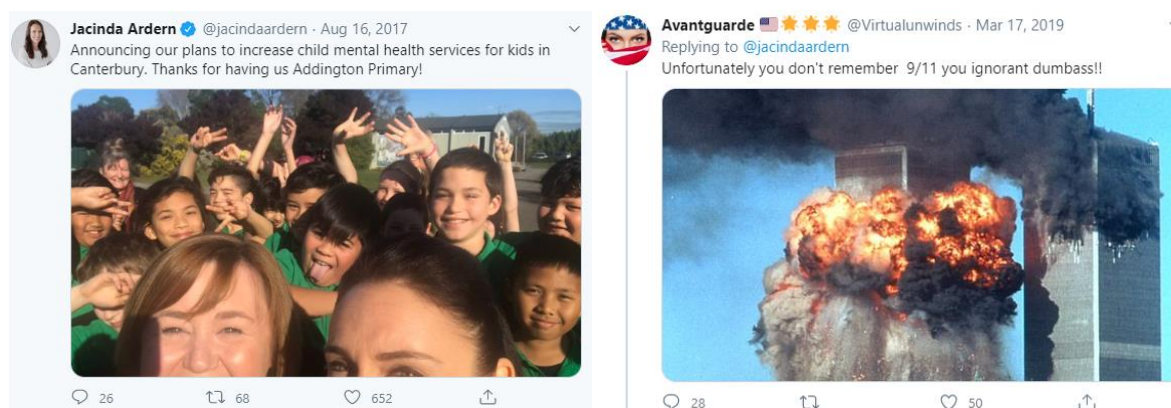 Jacinda Ardern @jacindaardern · Aug 16, 2017
Announcing our plans to increase child mental health services for kids in
Canterbury. Thanks for having us Addington Primary!
26 68 652
Avantguarde @Virtualunwinds · Mar 17, 2019
Replying to @jacindaardern
Unfortunately you don't remember 9/11 you ignorant dumbass!!
28 50